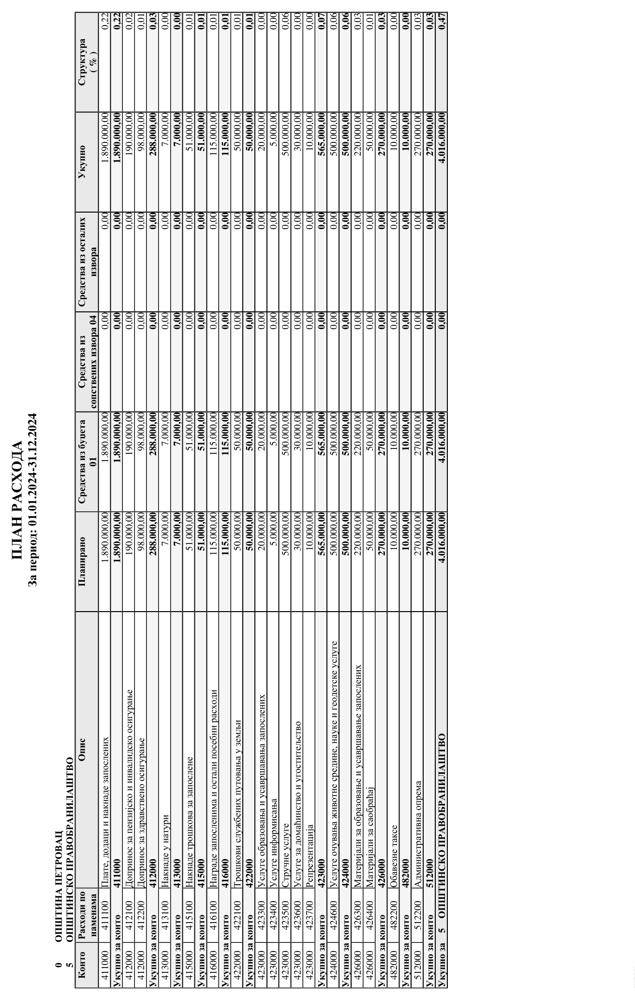 ПЛАН РАСХОДА
За период: 01.01.2024-31.12.2024
0 ОПШТИНА ПЕТРОВАЦ
5 ОПШТИНСКО ПРАВОБРАНИЛАШТВО
Конто Расходи по наменама Опис Планирано Средства из буџета 01 Средства из сопствених извора 04 Средства из осталих извора Укупно Структура ( % )
411000 411100 Плате, додаци и накнаде запослених 1.890.000,00 1.890.000,00 0,00 0,00 1.890.000,00 0,22
Укупно за конто 411000 1.890.000,00 1.890.000,00 0,00 0,00 1.890.000,00 0,22
412000 412100 Допринос за пензијско и инвалидско осигурање 190.000,00 190.000,00 0,00 0,00 190.000,00 0,02
412000 412200 Допринос за здравствено осигурање 98.000,00 98.000,00 0,00 0,00 98.000,00 0,01
Укупно за конто 412000 288.000,00 288.000,00 0,00 0,00 288.000,00 0,03
413000 413100 Накнаде у натури 7.000,00 7.000,00 0,00 0,00 7.000,00 0,00
Укупно за конто 413000 7.000,00 7.000,00 0,00 0,00 7.000,00 0,00
415000 415100 Накнаде трошкова за запослене 51.000,00 51.000,00 0,00 0,00 51.000,00 0,01
Укупно за конто 415000 51.000,00 51.000,00 0,00 0,00 51.000,00 0,01
416000 416100 Награде запосленима и остали посебни расходи 115.000,00 115.000,00 0,00 0,00 115.000,00 0,01
Укупно за конто 416000 115.000,00 115.000,00 0,00 0,00 115.000,00 0,01
422000 422100 Трошкови службених путовања у земљи 50.000,00 50.000,00 0,00 0,00 50.000,00 0,01
Укупно за конто 422000 50.000,00 50.000,00 0,00 0,00 50.000,00 0,01
423000 423300 Услуге образовања и усавршавања запослених 20.000,00 20.000,00 0,00 0,00 20.000,00 0,00
423000 423400 Услуге информисања 5.000,00 5.000,00 0,00 0,00 5.000,00 0,00
423000 423500 Стручне услуге 500.000,00 500.000,00 0,00 0,00 500.000,00 0,06
423000 423600 Услуге за домаћинство и угоститељство 30.000,00 30.000,00 0,00 0,00 30.000,00 0,00
423000 423700 Репрезентација 10.000,00 10.000,00 0,00 0,00 10.000,00 0,00
Укупно за конто 423000 565.000,00 565.000,00 0,00 0,00 565.000,00 0,07
424000 424600 Услуге очувања животне средине, науке и геодетске услуге 500.000,00 500.000,00 0,00 0,00 500.000,00 0,06
Укупно за конто 424000 500.000,00 500.000,00 0,00 0,00 500.000,00 0,06
426000 426300 Материјали за образовање и усавршавање запослених 220.000,00 220.000,00 0,00 0,00 220.000,00 0,03
426000 426400 Материјали за саобраћај 50.000,00 50.000,00 0,00 0,00 50.000,00 0,01
Укупно за конто 426000 270.000,00 270.000,00 0,00 0,00 270.000,00 0,03
482000 482200 Обавезне таксе 10.000,00 10.000,00 0,00 0,00 10.000,00 0,00
Укупно за конто 482000 10.000,00 10.000,00 0,00 0,00 10.000,00 0,00
512000 512200 Административна опрема 270.000,00 270.000,00 0,00 0,00 270.000,00 0,03
Укупно за конто 512000 270.000,00 270.000,00 0,00 0,00 270.000,00 0,03
Укупно за 5 ОПШТИНСКО ПРАВОБРАНИЛАШТВО 4.016.000,00 4.016.000,00 0,00 0,00 4.016.000,00 0,47